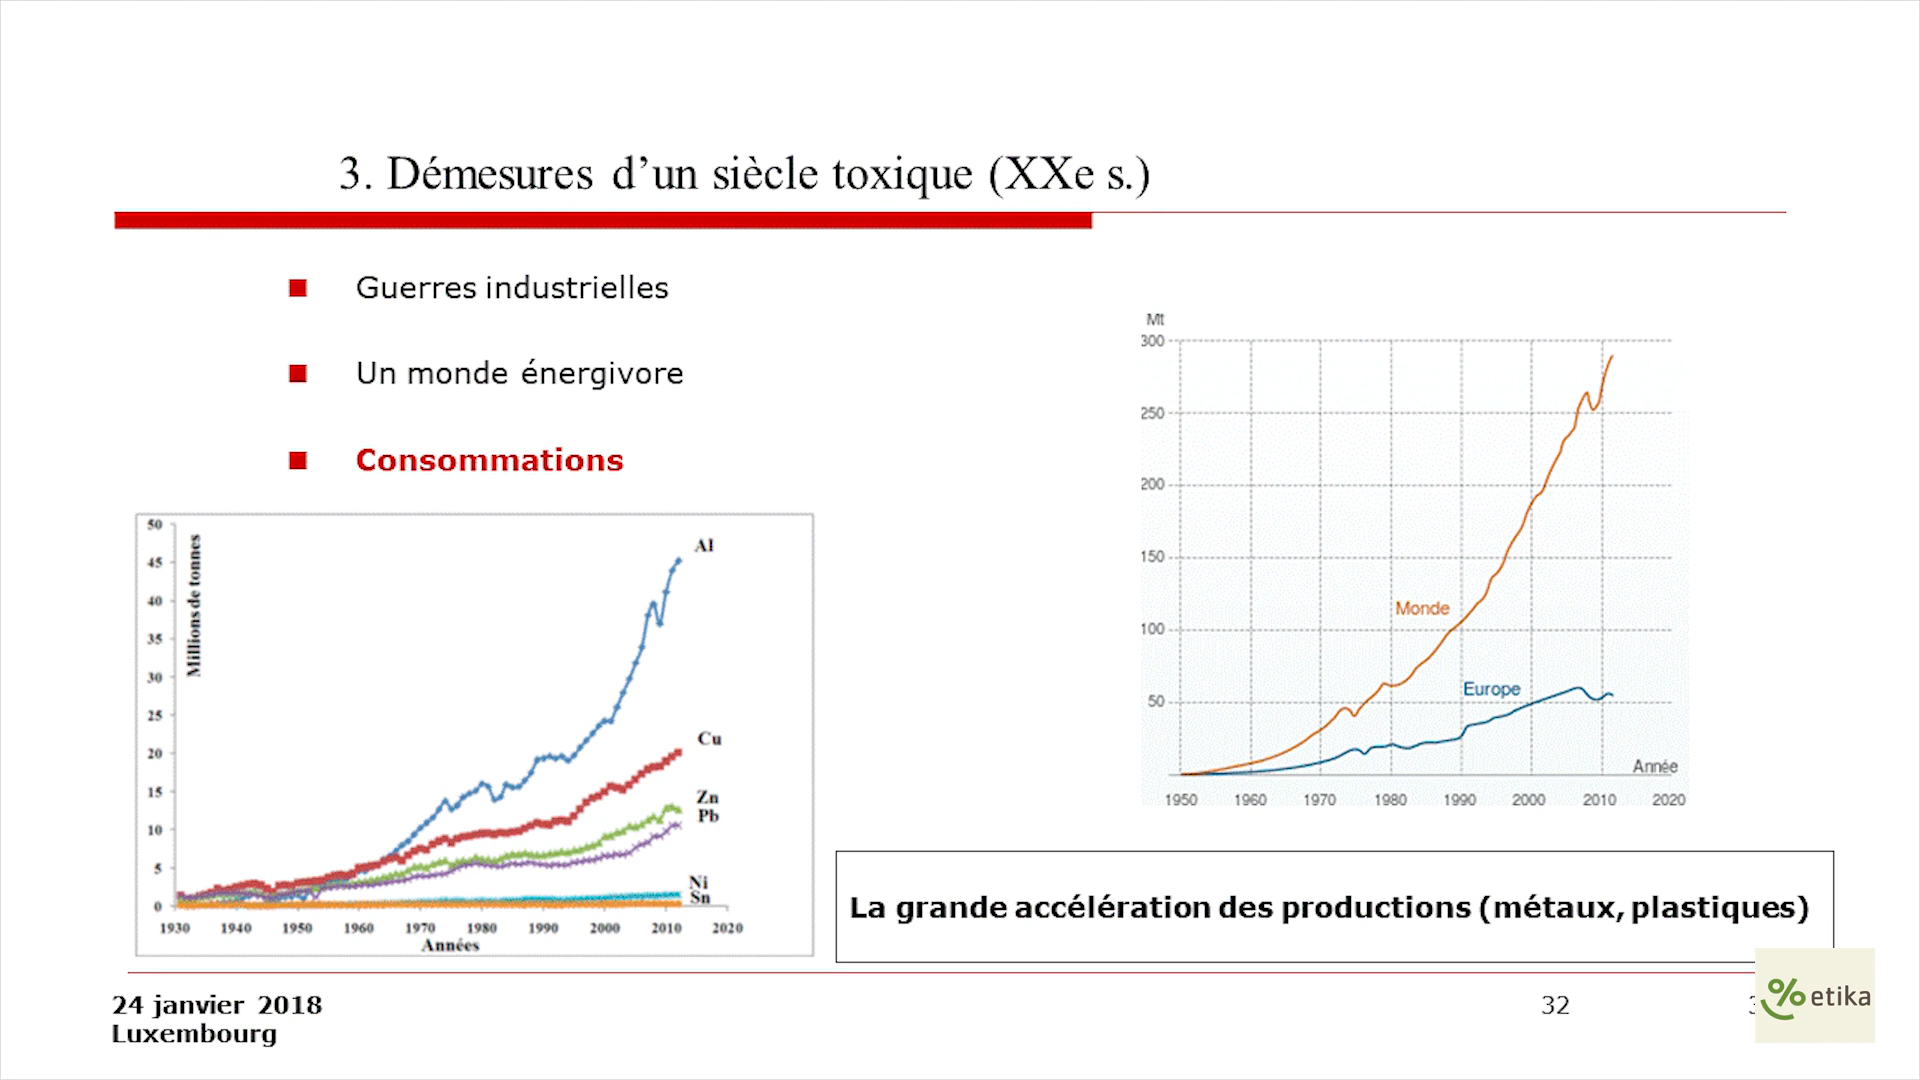 3. Démesures d’un siècle toxique (XXe s.)
Guerres industrielles
Un monde énergivore
Consommations
Millions de tonnes
50
45
40
35
30
25
20
15
10
5
0
Al
Cu
Zn
Pb
Ni
Sn
1930 1940 1950 1960 1970 1980 1990 2000 2010 2020
Années
Mt
300
250
200
150
100
50
Monde
Europe
Année
1950 1960 1970 1980 1990 2000 2010 2020
La grande accélération des productions (métaux, plastiques)
24 janvier 2018
Luxembourg
32
% etika